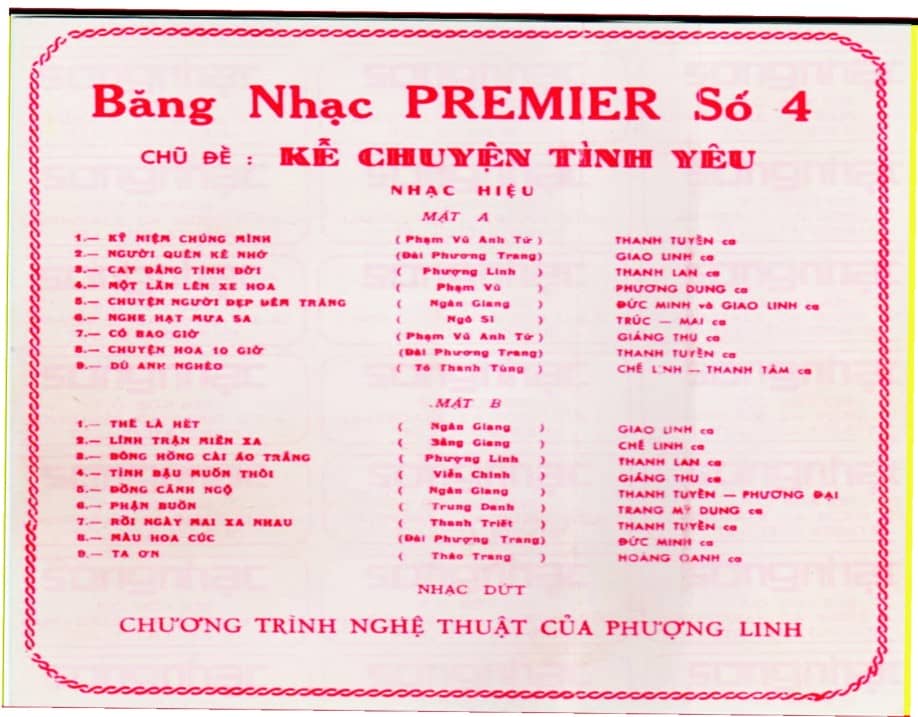 Băng Nhạc PREMIER Số 4
CHỦ ĐỀ : KỂ CHUYỆN TÌNH YÊU
NHẠC HIỆU
MẶT A
1.— KỶ NIỆM CHÚNG MÌNH (Phạm Vũ Anh Tứ) THANH TUYỀN ca
2.— NGƯỜI QUÊN KẺ NHỚ (Đài Phương Trang) GIAO LINH ca
3.— CAY ĐẮNG TÌNH ĐỜI ( Phượng Linh ) THANH LAN ca
4.— MỘT LẦN LÊN XE HOA ( Phạm Vũ ) PHƯƠNG DUNG ca
5.— CHUYỆN NGƯỜI ĐẸP ĐÊM TRĂNG ( Ngân Giang ) ĐỨC MINH và GIAO LINH ca
6.— NGHE HẠT MƯA SA ( Ngô Sĩ ) TRÚC — MAI ca
7.— CÓ BAO GIỜ (Phạm Vũ Anh Tứ) GIÁNG THU ca
8.— CHUYỆN HOA 10 GIỜ (Đài Phương Trang) THANH TUYỀN ca
9.— DÙ ANH NGHÈO ( Tô Thanh Tùng ) CHẾ LINH — THANH TÂM ca
MẶT B
1.— THẾ LÀ HẾT ( Ngân Giang ) GIAO LINH ca
2.— LÍNH TRẬN MIỀN XA ( Bằng Giang ) CHẾ LINH ca
3.— BÔNG HỒNG CÀI ÁO TRẮNG ( Phượng Linh ) THANH LAN ca
4.— TÌNH ĐẬU MUÔN THÔI ( Viễn Chinh ) GIÁNG THU ca
5.— ĐỒNG CẢNH NGỘ ( Ngân Giang ) THANH TUYỀN — PHƯƠNG ĐẠI
6.— PHẬN BUỒN ( Trung Danh ) TRANG MỸ DUNG ca
7.— RỒI NGÀY MAI XA NHAU ( Thanh Triết ) THANH TUYỀN ca
8.— MÀU HOA CÚC (Đài Phượng Trang) ĐỨC MINH ca
9.— TẠ ƠN ( Thảo Trang ) HOÀNG OANH ca
NHẠC DỨT
CHƯƠNG TRÌNH NGHỆ THUẬT CỦA PHƯỢNG LINH
songnhạc